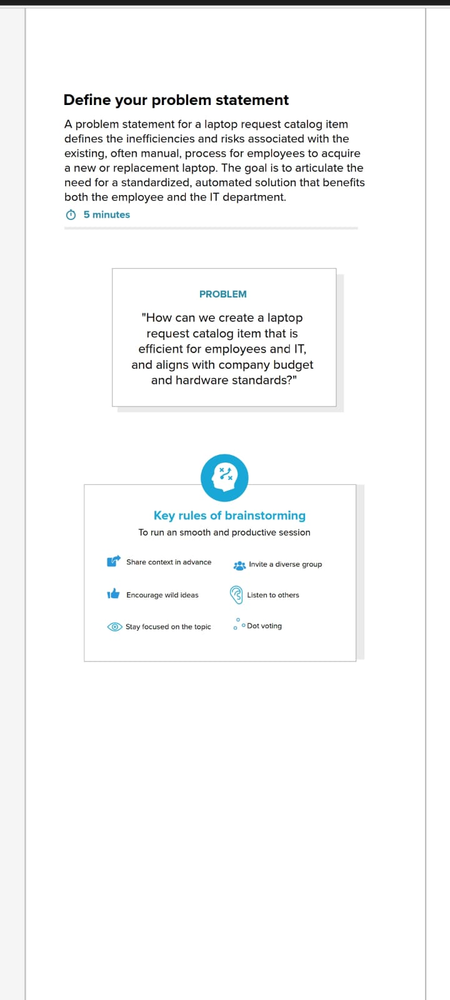 Define your problem statement
A problem statement for a laptop request catalog item
defines the inefficiencies and risks associated with the
existing, often manual, process for employees to acquire
a new or replacement laptop. The goal is to articulate the
need for a standardized, automated solution that benefits
both the employee and the IT department.
5 minutes
PROBLEM
"How can we create a laptop
request catalog item that is
efficient for employees and IT,
and aligns with company budget
and hardware standards?"
Key rules of brainstorming
To run an smooth and productive session
Share context in advance
Invite a diverse group
Encourage wild ideas
Listen to others
Stay focused on the topic
Dot voting